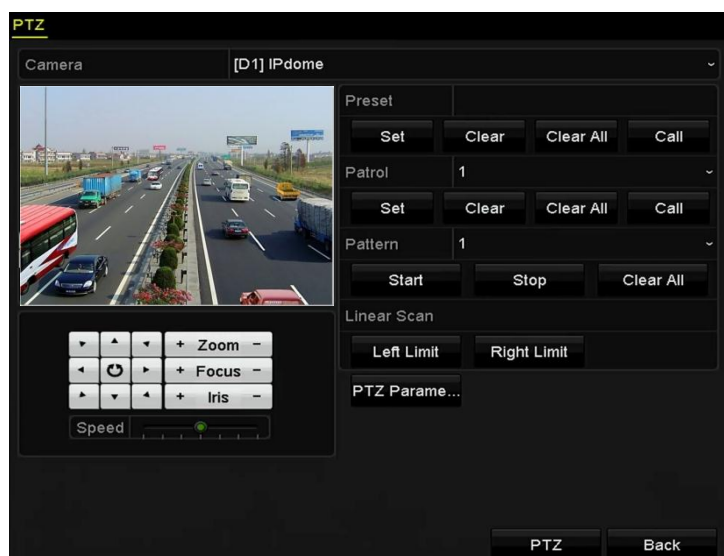 PTZ
Camera [D1] IPdome
Preset
Set Clear Clear All Call
Patrol 1
Set Clear Clear All Call
Pattern 1
Start Stop Clear All
Linear Scan
Left Limit Right Limit
PTZ Parame...
+ Zoom -
+ Focus -
+ Iris -
Speed
PTZ Back